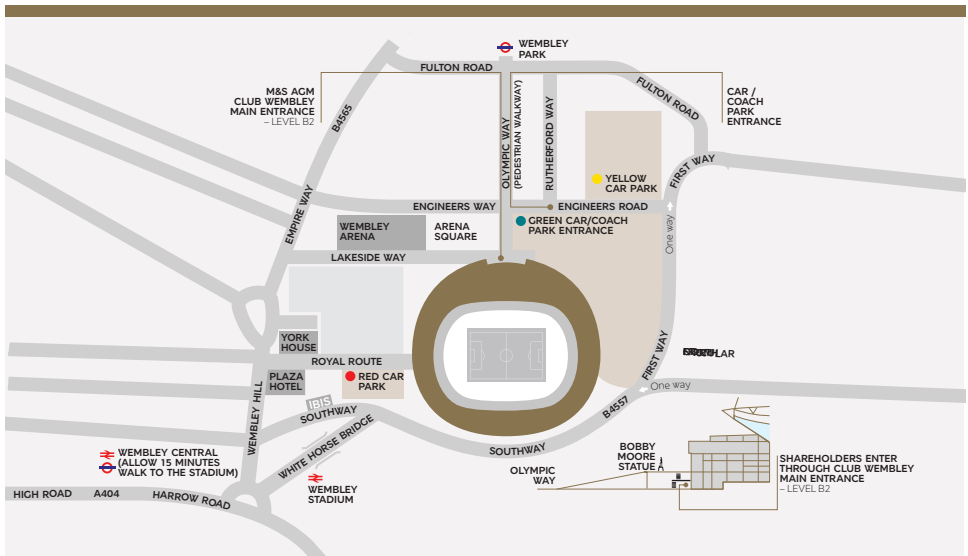 WEMBLEY
PARK
FULTON ROAD
FULTON ROAD
M&S AGM
CLUB WEMBLEY
MAIN ENTRANCE
– LEVEL B2
CAR /
COACH
PARK
ENTRANCE
B4565
OLYMPIC WAY
(PEDESTRIAN WALKWAY)
RUTHERFORD WAY
FIRST WAY
YELLOW
CAR PARK
EMPIRE WAY
ENGINEERS WAY
ENGINEERS ROAD
WEMBLEY
ARENA
ARENA
SQUARE
GREEN CAR/COACH
PARK ENTRANCE
One way
LAKESIDE WAY
YORK
HOUSE
ROYAL ROUTE
FIRST WAY
PLAZA
HOTEL
RED CAR
PARK
One way
IBIS
SOUTHWAY
B4557
WEMBLEY HILL
WHITE HORSE BRIDGE
SOUTHWAY
WEMBLEY CENTRAL
(ALLOW 15 MINUTES
WALK TO THE STADIUM)
WEMBLEY
STADIUM
BOBBY
MOORE
STATUE
OLYMPIC
WAY
SHAREHOLDERS ENTER
THROUGH CLUB WEMBLEY
MAIN ENTRANCE
– LEVEL B2
HIGH ROAD A404 HARROW ROAD